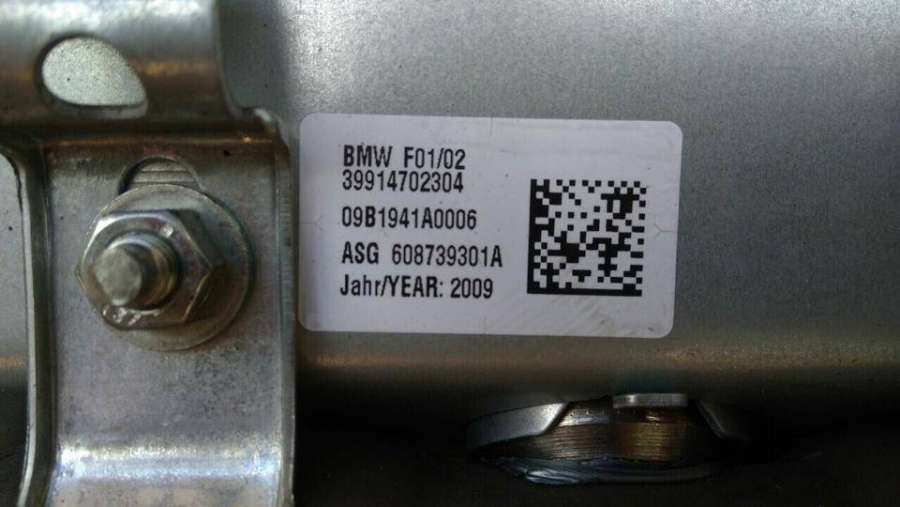 BMW F01/02
39914702304
09B1941A0006
ASG 608739301A
Jahr/YEAR: 2009